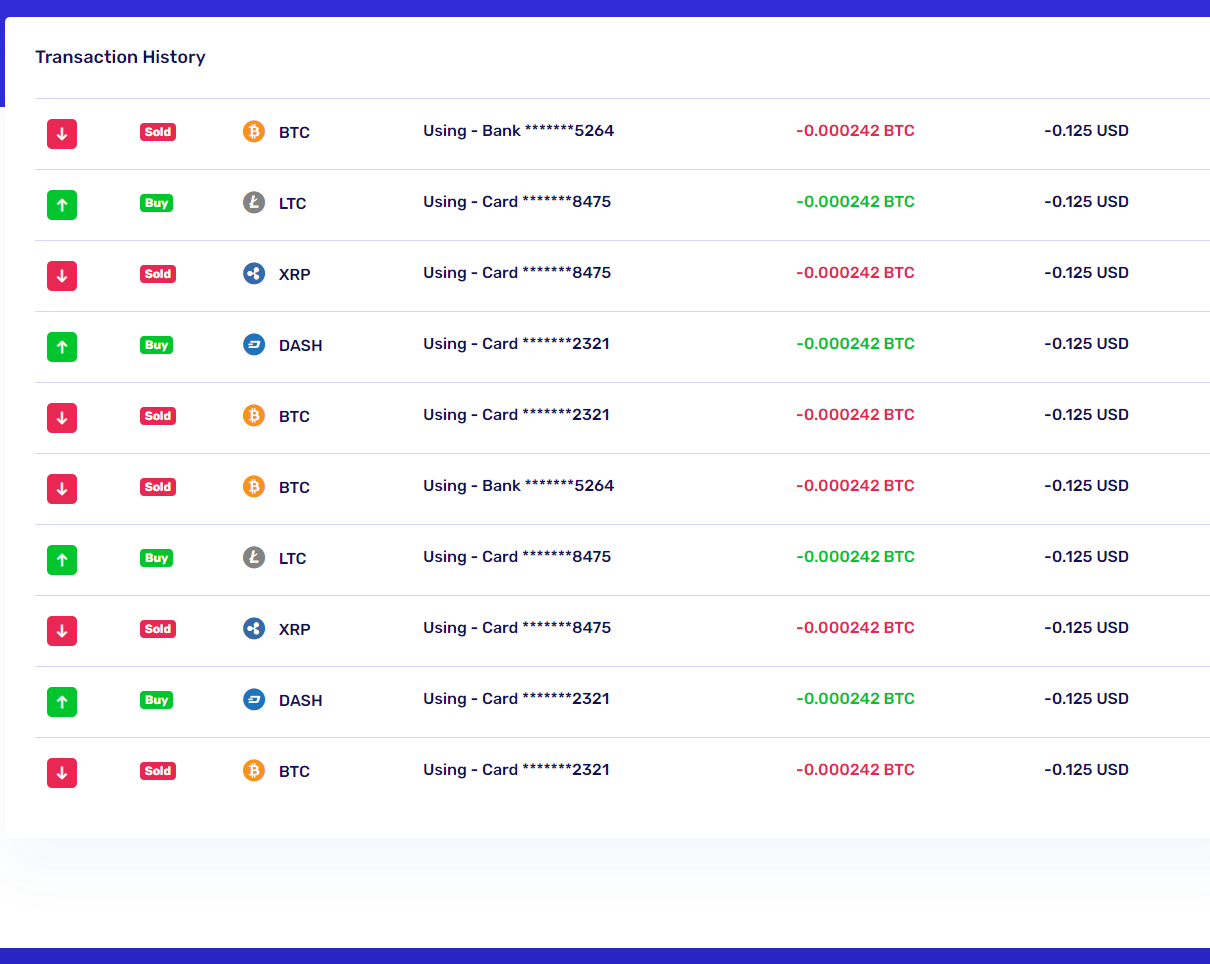 Transaction History
Sold BTC Using - Bank *******5264 -0.000242 BTC -0.125 USD
Buy LTC Using - Card *******8475 -0.000242 BTC -0.125 USD
Sold XRP Using - Card *******8475 -0.000242 BTC -0.125 USD
Buy DASH Using - Card *******2321 -0.000242 BTC -0.125 USD
Sold BTC Using - Card *******2321 -0.000242 BTC -0.125 USD
Sold BTC Using - Bank *******5264 -0.000242 BTC -0.125 USD
Buy LTC Using - Card *******8475 -0.000242 BTC -0.125 USD
Sold XRP Using - Card *******8475 -0.000242 BTC -0.125 USD
Buy DASH Using - Card *******2321 -0.000242 BTC -0.125 USD
Sold BTC Using - Card *******2321 -0.000242 BTC -0.125 USD